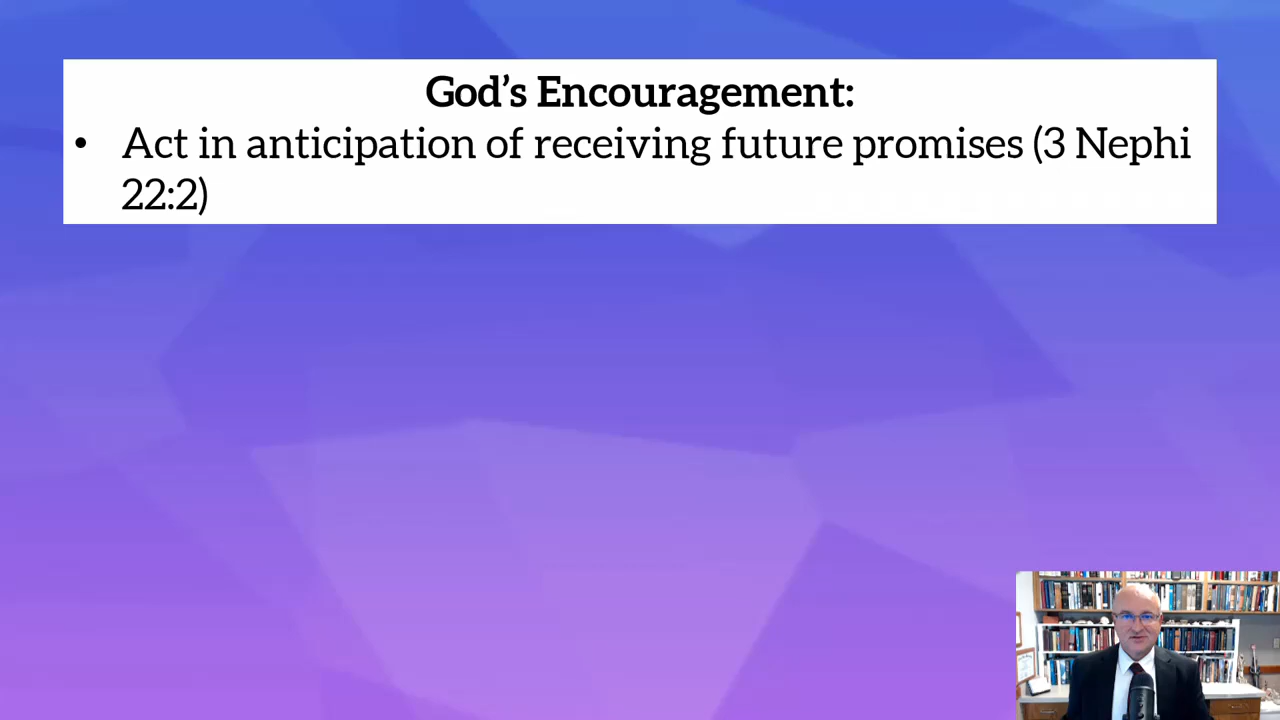 God’s Encouragement:
• Act in anticipation of receiving future promises (3 Nephi
22:2)